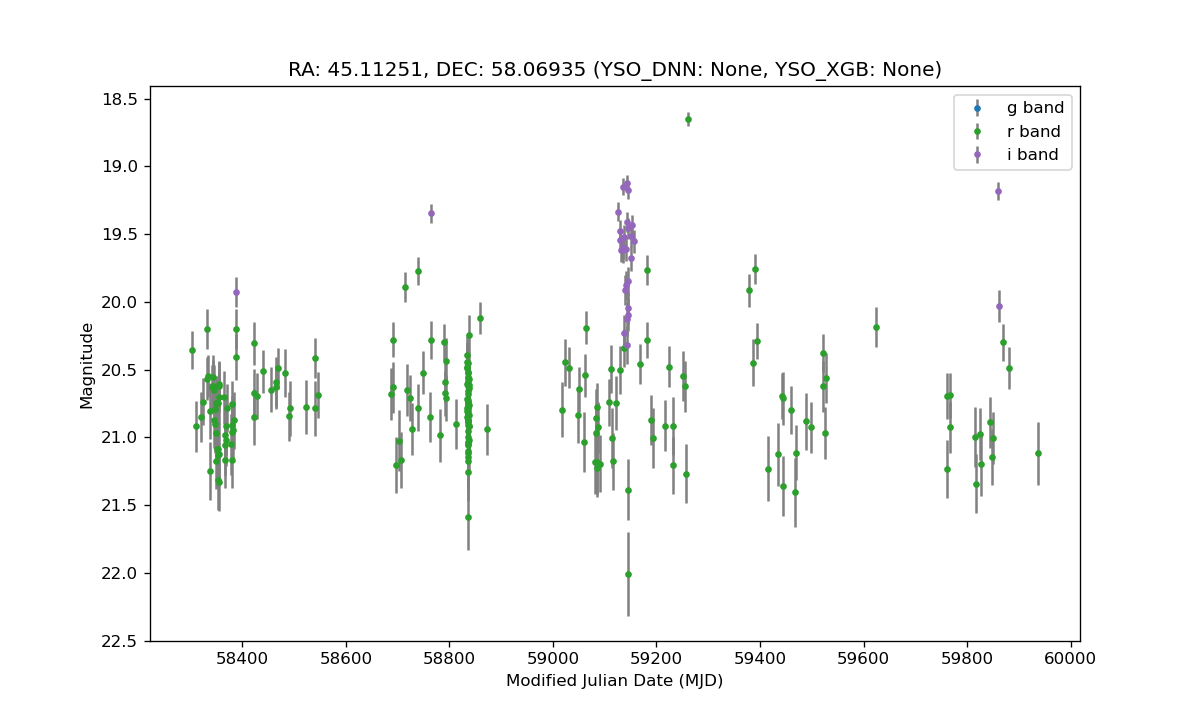 RA: 45.11251, DEC: 58.06935 (YSO_DNN: None, YSO_XGB: None)
g band
r band
i band
18.5
19.0
19.5
20.0
20.5
21.0
21.5
22.0
22.5
Magnitude
58400 58600 58800 59000 59200 59400 59600 59800 60000
Modified Julian Date (MJD)